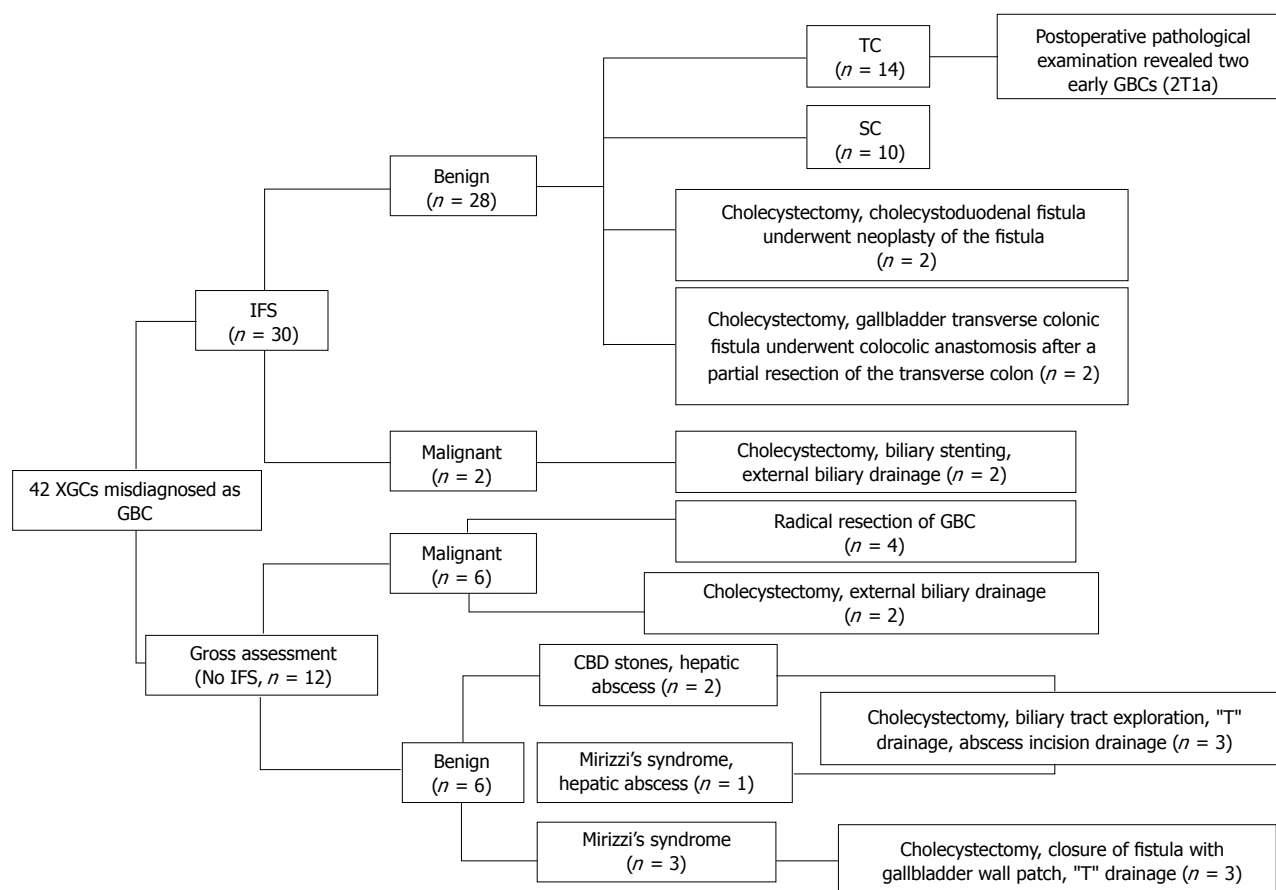 TC
(n = 14)
Postoperative pathological
examination revealed two
early GBCs (2T1a)
SC
(n = 10)
Benign
(n = 28)
Cholecystectomy, cholecystoduodenal fistula
underwent neoplasty of the fistula
(n = 2)
IFS
(n = 30)
Cholecystectomy, gallbladder transverse colonic
fistula underwent colocolic anastomosis after a
partial resection of the transverse colon (n = 2)
Malignant
(n = 2)
Cholecystectomy, biliary stenting,
external biliary drainage (n = 2)
42 XGCs misdiagnosed as
GBC
Radical resection of GBC
(n = 4)
Malignant
(n = 6)
Cholecystectomy, external biliary drainage
(n = 2)
Gross assessment
(No IFS, n = 12)
CBD stones, hepatic
abscess (n = 2)
Cholecystectomy, biliary tract exploration, "T"
drainage, abscess incision drainage (n = 3)
Benign
(n = 6)
Mirizzi's syndrome,
hepatic abscess (n = 1)
Mirizzi's syndrome
(n = 3)
Cholecystectomy, closure of fistula with
gallbladder wall patch, "T" drainage (n = 3)